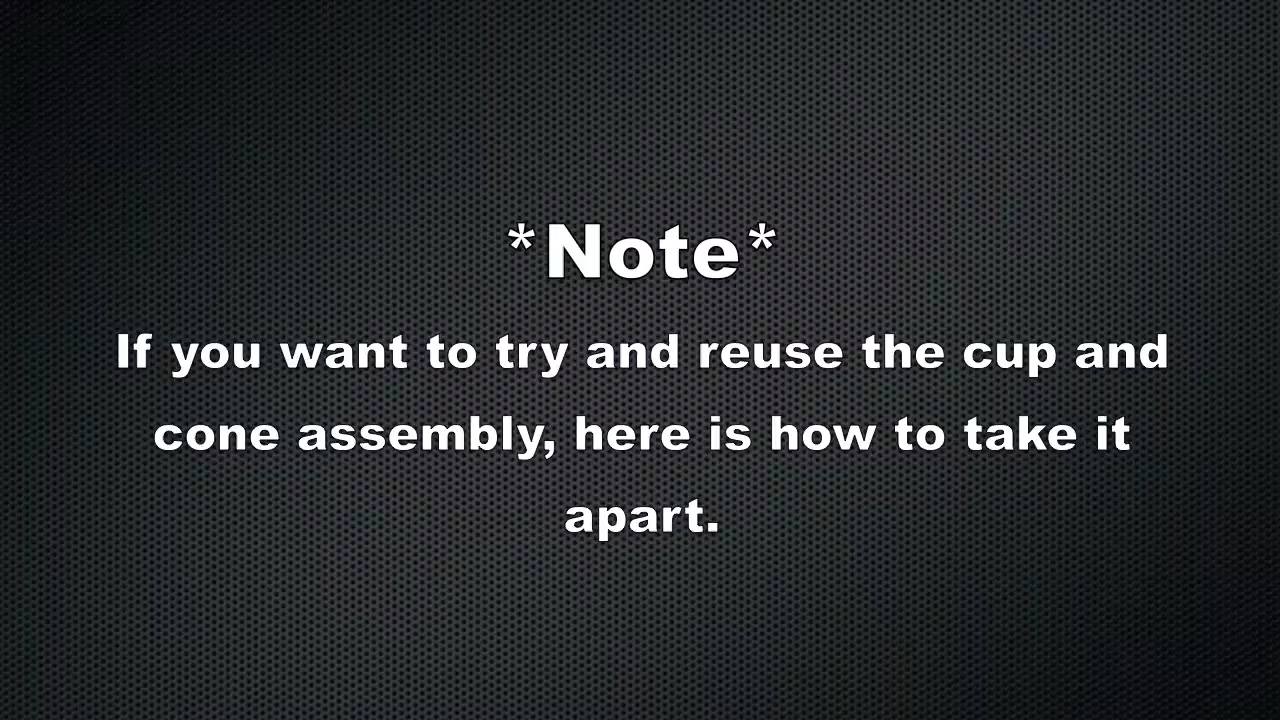 *Note*
If you want to try and reuse the cup and
cone assembly, here is how to take it
apart.